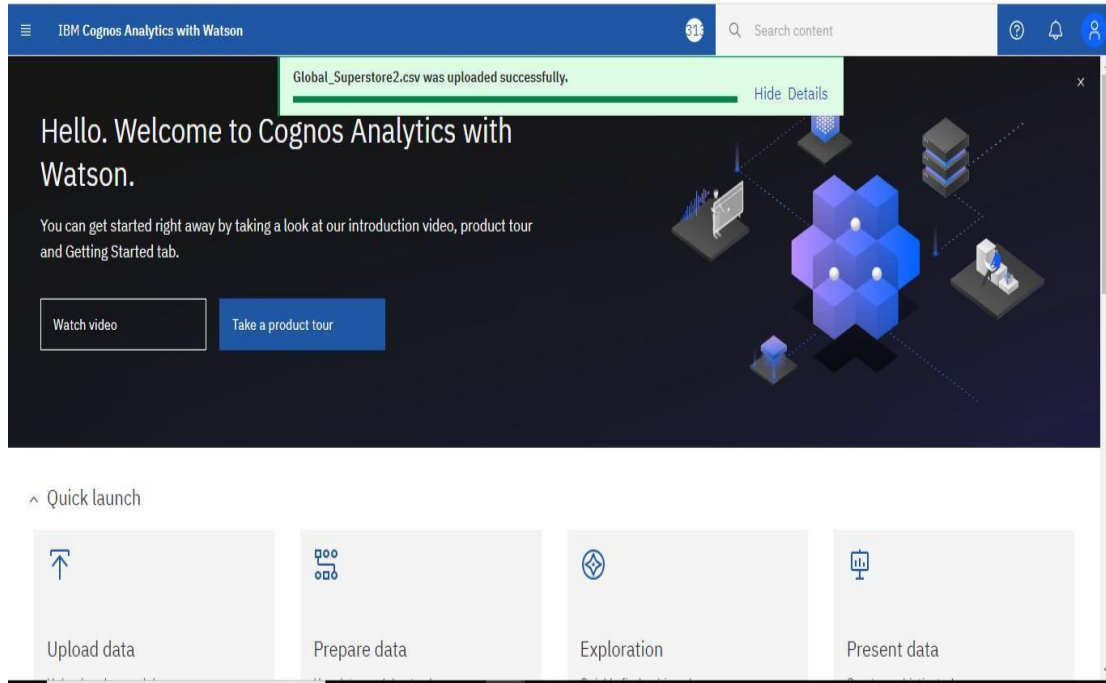 IBM Cognos Analytics with Watson
313
Search content
Global_Superstore2.csv was uploaded successfully.
Hide Details
Hello. Welcome to Cognos Analytics with
Watson.
You can get started right away by taking a look at our introduction video, product tour
and Getting Started tab.
Watch video
Take a product tour
Quick launch
Upload data
Prepare data
Exploration
Present data